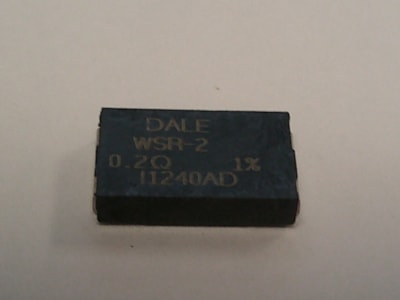 DALE
WSR-2
0.2Ω 1%
I1240AD